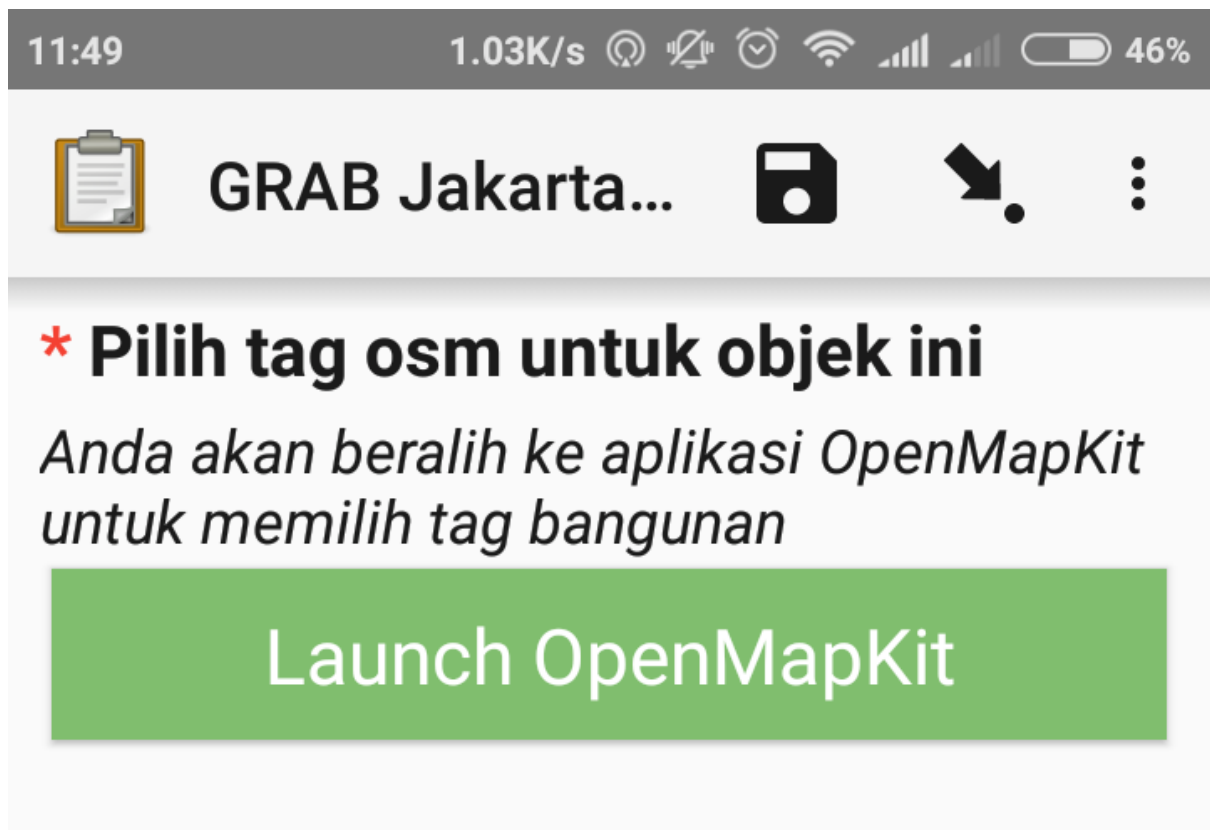 11:49 1.03K/s 46%
GRAB Jakarta...
* Pilih tag osm untuk objek ini
Anda akan beralih ke aplikasi OpenMapKit
untuk memilih tag bangunan
Launch OpenMapKit